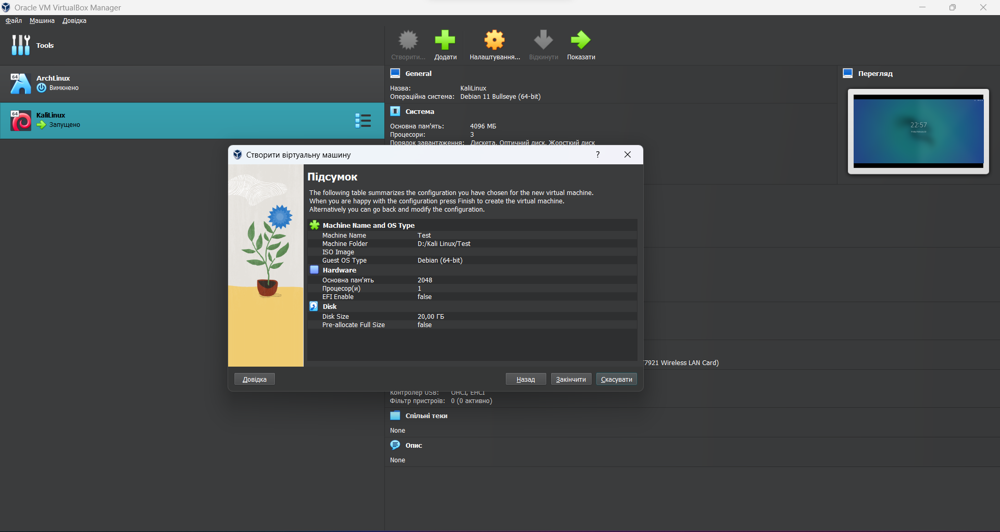 Oracle VM VirtualBox Manager
Файл Машина Довідка
Tools
Створити... Додати Налаштування... Відкинути Показати
64
ArchLinux
Вимкнено
64
KaliLinux
Запущено
General
Назва: KaliLinux
Операційна система: Debian 11 Bullseye (64-bit)
Система
Основна пам'ять: 4096 МБ
Процесори: 3
Порядок завантаження: Дискета, Оптичний диск, Жорсткий диск
Перегляд
22:57
Створити віртуальну машину ?
Підсумок
The following table summarizes the configuration you have chosen for the new virtual machine.
When you are happy with the configuration press Finish to create the virtual machine.
Alternatively you can go back and modify the configuration.
Machine Name and OS Type
Machine Name Test
Machine Folder D:/Kali Linux/Test
ISO Image
Guest OS Type Debian (64-bit)
Hardware
Основна пам'ять 2048
Процесор(и) 1
EFI Enable false
Disk
Disk Size 20,00 ГБ
Pre-allocate Full Size false
Довідка Назад Закінчити Скасувати
7921 Wireless LAN Card)
Контролер USB: OHCI, EHCI
Фільтр пристроїв: 0 (0 активно)
Спільні теки
None
Опис
None